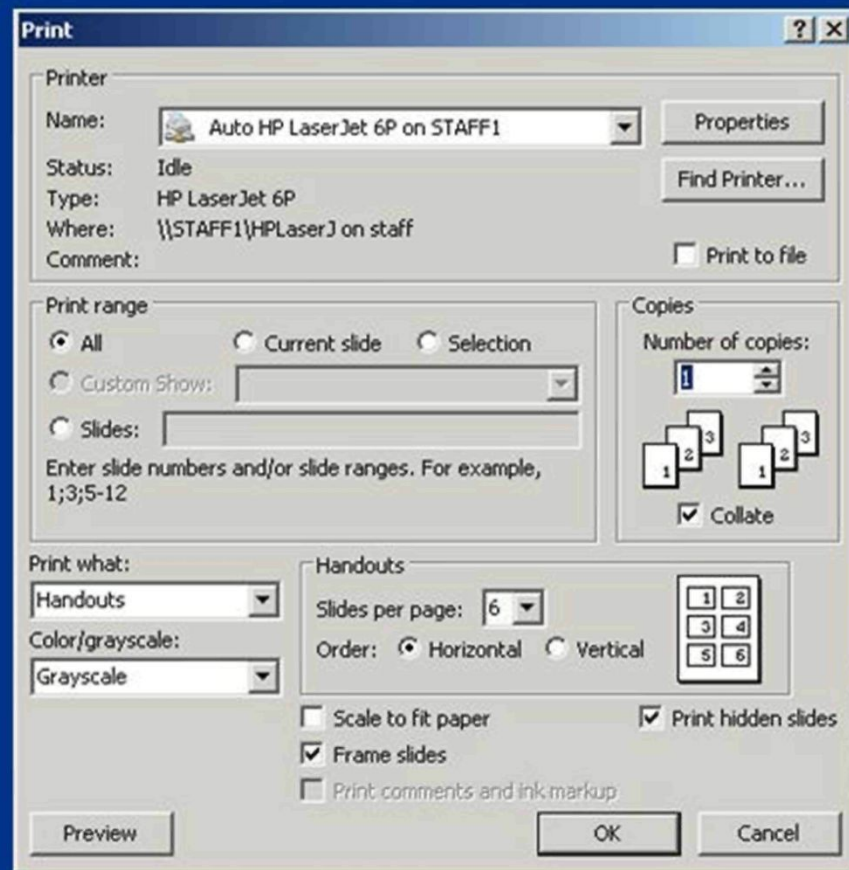 Print
Printer
Name: Auto HP LaserJet 6P on STAFF1 Properties
Status: Idle
Find Printer...
Type: HP LaserJet 6P
Where: \\STAFF1\HPLaserJ on staff
Comment: Print to file
Print range
All Current slide Selection
Custom Show:
Slides:
Enter slide numbers and/or slide ranges. For example,
1;3;5-12
Copies
Number of copies:
1
1 2 3 1 2 3
Collate
Print what:
Handouts
Color/grayscale:
Grayscale
Handouts
Slides per page: 6
Order: Horizontal Vertical
1 2
3 4
5 6
Scale to fit paper Print hidden slides
Frame slides
Print comments and ink markup
Preview OK Cancel